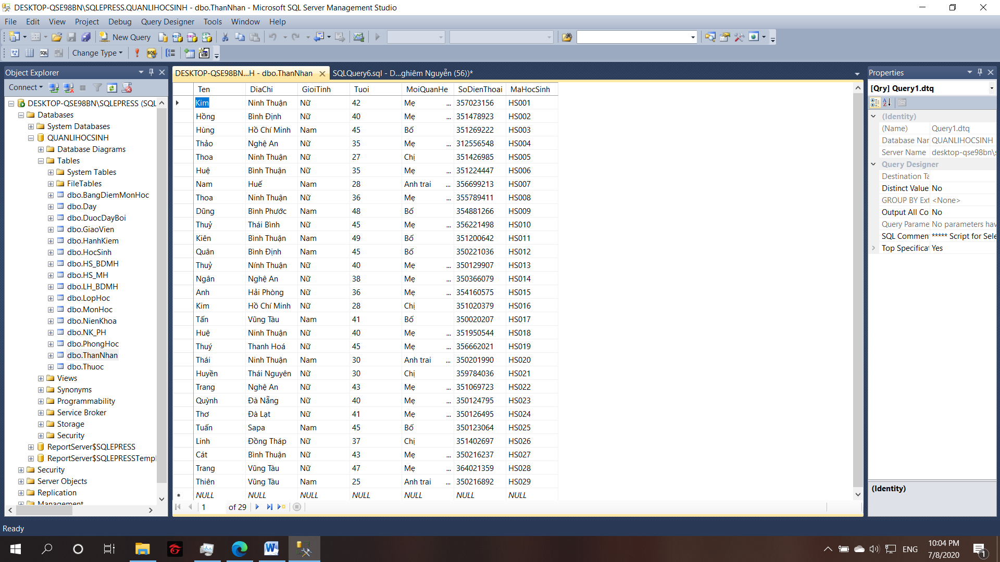 DESKTOP-QSE98BN\SQLEPRESS.QUANLIHOCSINH - dbo.ThanNhan - Microsoft SQL Server Management Studio
File Edit View Project Debug Query Designer Tools Window Help
New Query
Change Type
Object Explorer
Connect
DESKTOP-QSE98BN\SQLEPRESS (SQL
Databases
System Databases
QUANLIHOCSINH
Database Diagrams
Tables
System Tables
FileTables
dbo.BangDiemMonHoc
dbo.Day
dbo.DuocDayBoi
dbo.GiaoVien
dbo.HanhKiem
dbo.HocSinh
dbo.HS_BDMH
dbo.HS_MH
dbo.LH_BDMH
dbo.LopHoc
dbo.MonHoc
dbo.NienKhoa
dbo.NK_PH
dbo.PhongHoc
dbo.ThanNhan
dbo.Thuoc
Views
Synonyms
Programmability
Service Broker
Storage
Security
ReportServer$SQLEPRESS
ReportServer$SQLEPRESSTempl
Security
Server Objects
Replication
Management
DESKTOP-QSE98BN...H - dbo.ThanNhan SQLQuery6.sql - D...ghiêm Nguyễn (56))*
Ten DiaChi GioiTinh Tuoi MoiQuanHe SoDienThoai MaHocSinh
Kim Ninh Thuận Nữ 42 Mẹ ... 357023156 HS001
Hồng Bình Định Nữ 40 Mẹ ... 351478923 HS002
Hùng Hồ Chí Minh Nam 45 Bố 351269222 HS003
Thảo Nghệ An Nữ 35 Mẹ ... 312556548 HS004
Thoa Ninh Thuận Nữ 27 Chị 351426985 HS005
Huệ Bình Thuận Nữ 35 Mẹ ... 351224447 HS006
Nam Huế Nam 28 Anh trai ... 356699213 HS007
Thoa Ninh Thuận Nữ 36 Mẹ ... 355789411 HS008
Dũng Bình Phước Nam 48 Bố 354881266 HS009
Thuỷ Thái Bình Nữ 45 Mẹ ... 356221498 HS010
Kiên Bình Thuận Nam 49 Bố 351200642 HS011
Quân Bình Định Nam 45 Bố 350221036 HS012
Thuỷ Nính Thuận Nữ 40 Mẹ ... 350129907 HS013
Ngân Nghệ An Nữ 38 Mẹ ... 350366079 HS014
Anh Hải Phòng Nữ 36 Mẹ ... 354160575 HS015
Kim Hồ Chí Minh Nữ 28 Chị 351020379 HS016
Tấn Vũng Tàu Nam 41 Bố 350020207 HS017
Huệ Ninh Thuận Nữ 40 Mẹ ... 351950544 HS018
Thuý Thanh Hoá Nữ 45 Mẹ ... 356662021 HS019
Thái Ninh Thuận Nam 30 Anh trai ... 350201990 HS020
Huyền Thái Nguyên Nữ 30 Chị 359784036 HS021
Trang Nghệ An Nữ 43 Mẹ ... 351069723 HS022
Quỳnh Đà Nẵng Nữ 40 Mẹ ... 350124795 HS023
Thơ Đà Lạt Nữ 41 Mẹ ... 350126495 HS024
Tuấn Sapa Nam 45 Bố 350123064 HS025
Linh Đồng Tháp Nữ 37 Chị 351402697 HS026
Cát Bình Thuận Nữ 43 Mẹ ... 350216237 HS027
Trang Vũng Tàu Nữ 47 Mẹ ... 364021359 HS028
Thiên Vũng Tàu Nam 25 Anh trai ... 350216892 HS029
NULL NULL NULL NULL NULL NULL NULL
1 of 29
Properties
[Qry] Query1.dtq
(Identity)
(Name) Query1.dtq
Database Nar QUANLIHOCSINH
Server Name desktop-qse98bn\s
Query Designer
Destination Ta
Distinct Value: No
GROUP BY Ext <None>
Output All Co No
Query Parame No parameters hav
SQL Commen ***** Script for Sele
Top Specificat Yes
(Identity)
Ready
ENG
10:04 PM
7/8/2020
1